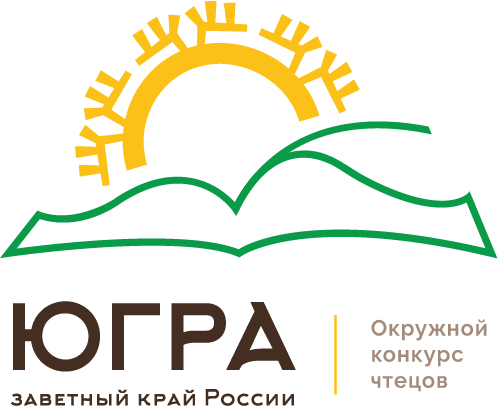 ЮГРА
ЗАВЕТНЫЙ КРАЙ РОССИИ
Окружной
конкурс
чтецов